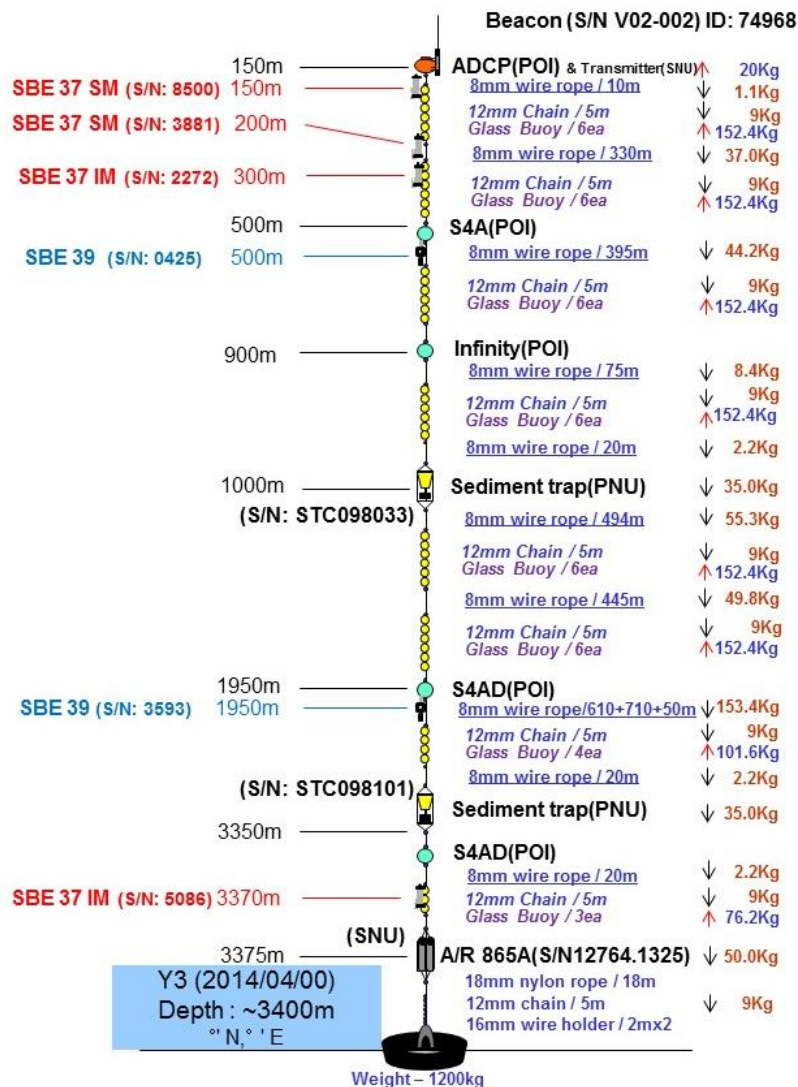 Beacon (S/N V02-002) ID: 74968
150m ADCP(POI) & Transmitter(SNU) ↑ 20Kg
SBE 37 SM (S/N: 8500) 150m 8mm wire rope / 10m ↓ 1.1Kg
12mm Chain / 5m ↓ 9Kg
SBE 37 SM (S/N: 3881) 200m Glass Buoy / 6ea ↑ 152.4Kg
8mm wire rope / 330m ↓ 37.0Kg
SBE 37 IM (S/N: 2272) 300m 12mm Chain / 5m ↓ 9Kg
Glass Buoy / 6ea ↑ 152.4Kg
500m S4A(POI)
SBE 39 (S/N: 0425) 500m 8mm wire rope / 395m ↓ 44.2Kg
12mm Chain / 5m ↓ 9Kg
Glass Buoy / 6ea ↑ 152.4Kg
900m Infinity(POI)
8mm wire rope / 75m ↓ 8.4Kg
12mm Chain / 5m ↓ 9Kg
Glass Buoy / 6ea ↑ 152.4Kg
8mm wire rope / 20m ↓ 2.2Kg
1000m Sediment trap(PNU) ↓ 35.0Kg
(S/N: STC098033) 8mm wire rope / 494m ↓ 55.3Kg
12mm Chain / 5m ↓ 9Kg
Glass Buoy / 6ea ↑ 152.4Kg
8mm wire rope / 445m ↓ 49.8Kg
12mm Chain / 5m ↓ 9Kg
Glass Buoy / 6ea ↑ 152.4Kg
1950m S4AD(POI)
SBE 39 (S/N: 3593) 1950m 8mm wire rope/610+710+50m ↓ 153.4Kg
12mm Chain / 5m ↓ 9Kg
Glass Buoy / 4ea ↑ 101.6Kg
(S/N: STC098101) 8mm wire rope / 20m ↓ 2.2Kg
Sediment trap(PNU) ↓ 35.0Kg
3350m
S4AD(POI)
8mm wire rope / 20m ↓ 2.2Kg
SBE 37 IM (S/N: 5086) 3370m 12mm Chain / 5m ↓ 9Kg
Glass Buoy / 3ea ↑ 76.2Kg
(SNU)
3375m A/R 865A(S/N12764.1325) ↓ 50.0Kg
Y3 (2014/04/00) 18mm nylon rope / 18m
Depth : ~3400m 12mm chain / 5m ↓ 9Kg
°' N,° ' E 16mm wire holder / 2mx2
Weight – 1200kg